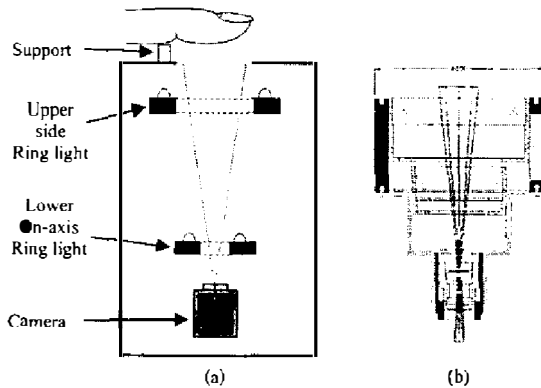 Support
Upper
side
Ring light
Lower
On-axis
Ring light
Camera
(a)
(b)